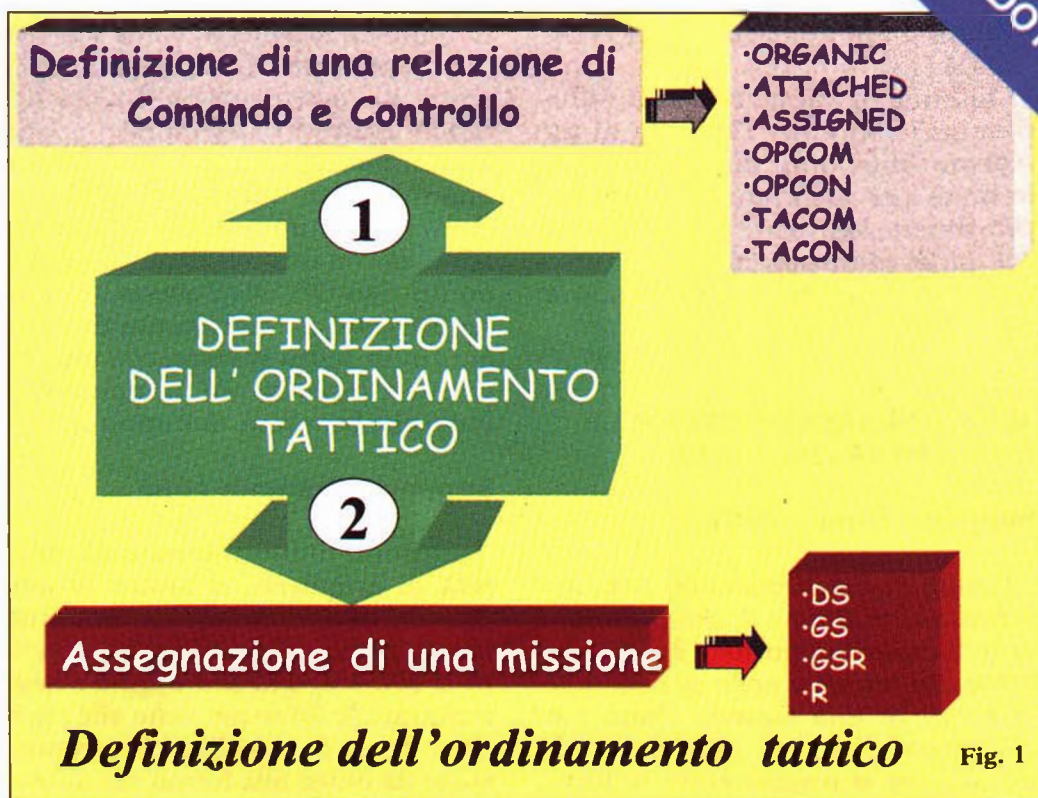 Definizione di una relazione di
Comando e Controllo
·ORGANIC
·ATTACHED
·ASSIGNED
·OPCOM
·OPCON
·TACOM
·TACON
1
DEFINIZIONE
DELL' ORDINAMENTO
TATTICO
2
Assegnazione di una missione
·DS
·GS
·GSR
·R
Definizione dell'ordinamento tattico
Fig. 1